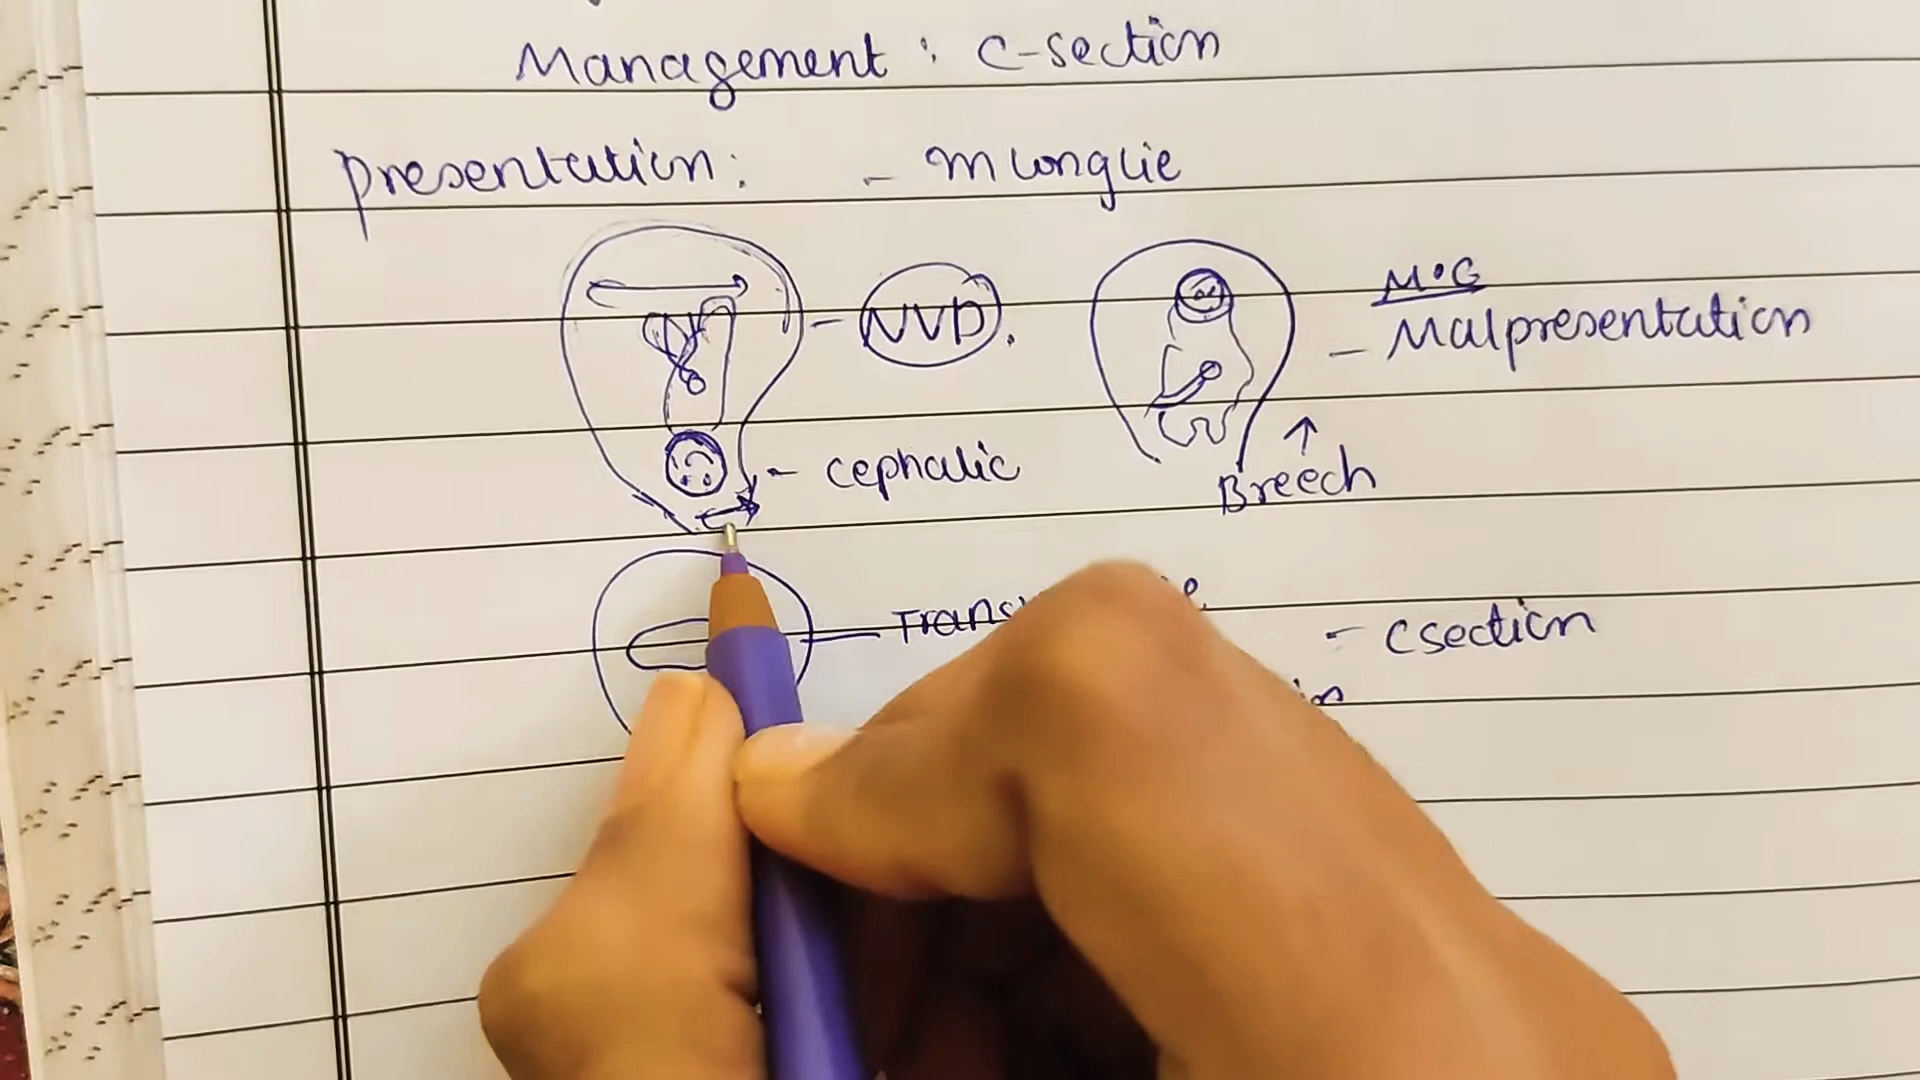 Management : C-section
presentation: - m longlie
- NVD.
M·C
- Malpresentation
- cephalic
Breech
- Csection